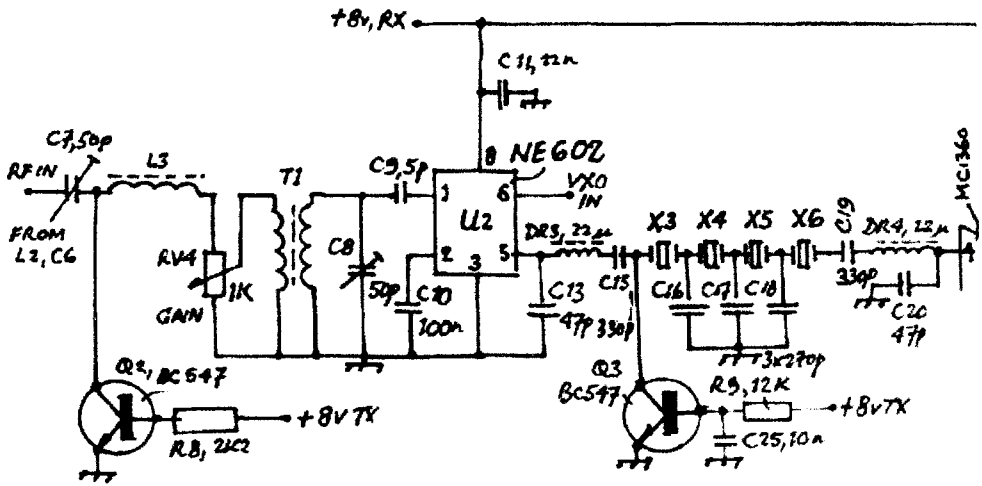 +8v, RX
C11, 22n
C7, 50p
L3
RF IN
FROM
L2, C6
RV4
1K
GAIN
T1
C8
50p
C9, 5p
8
NE602
1
6
VXO
IN
U2
2
5
3
C10
100n
DR3, 22µ
C13
47p
C15
330p
X3
X4
X5
X6
C16
C17
C18
3x270p
C19
330p
DR4, 22µ
C20
47p
MC1360
Q2, BC547
R8, 2K2
+8v TX
Q3
BC547
R9, 12K
+8v TX
C25, 10n